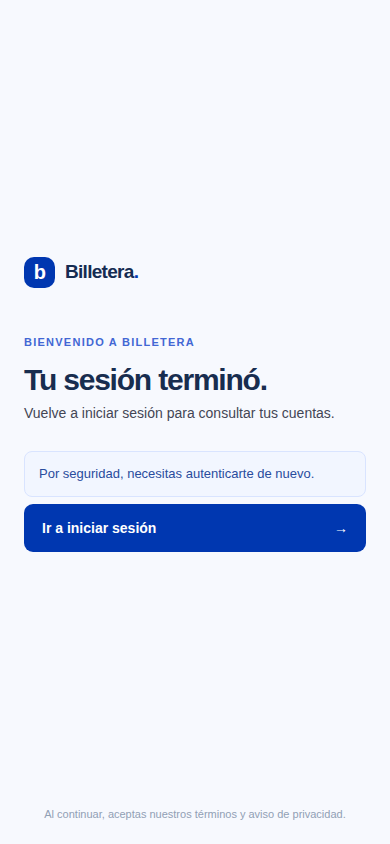 b Billetera.
BIENVENIDO A BILLETERA
Tu sesión terminó.
Vuelve a iniciar sesión para consultar tus cuentas.
Por seguridad, necesitas autenticarte de nuevo.
Ir a iniciar sesión →
Al continuar, aceptas nuestros términos y aviso de privacidad.